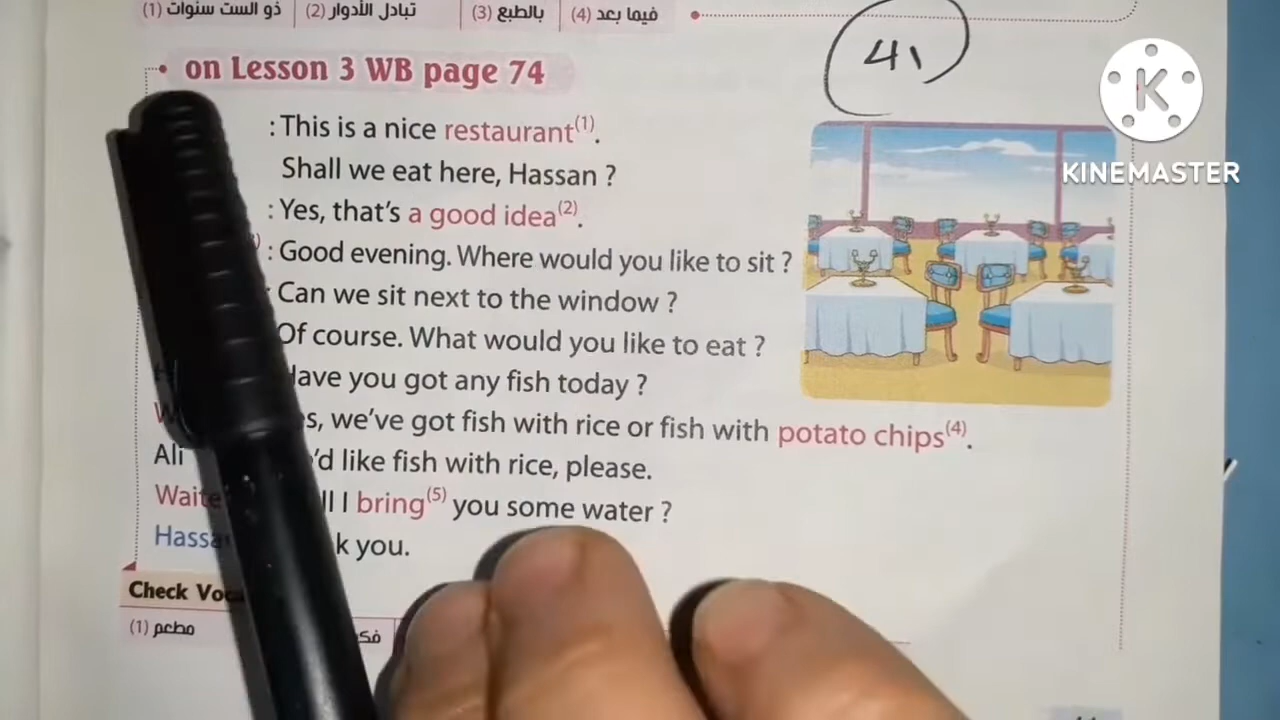 (1) ذو الست سنوات (2) تبادل الأدوار (3) بالطبع (4) فيما بعد
41
on Lesson 3 WB page 74
KINEMASTER
: This is a nice restaurant(1).
Shall we eat here, Hassan ?
: Yes, that's a good idea(2).
: Good evening. Where would you like to sit ?
Can we sit next to the window ?
Of course. What would you like to eat ?
Have you got any fish today ?
we've got fish with rice or fish with potato chips(4).
Ali 'd like fish with rice, please.
I bring(5) you some water ?
you.
Check
(1) مطعم